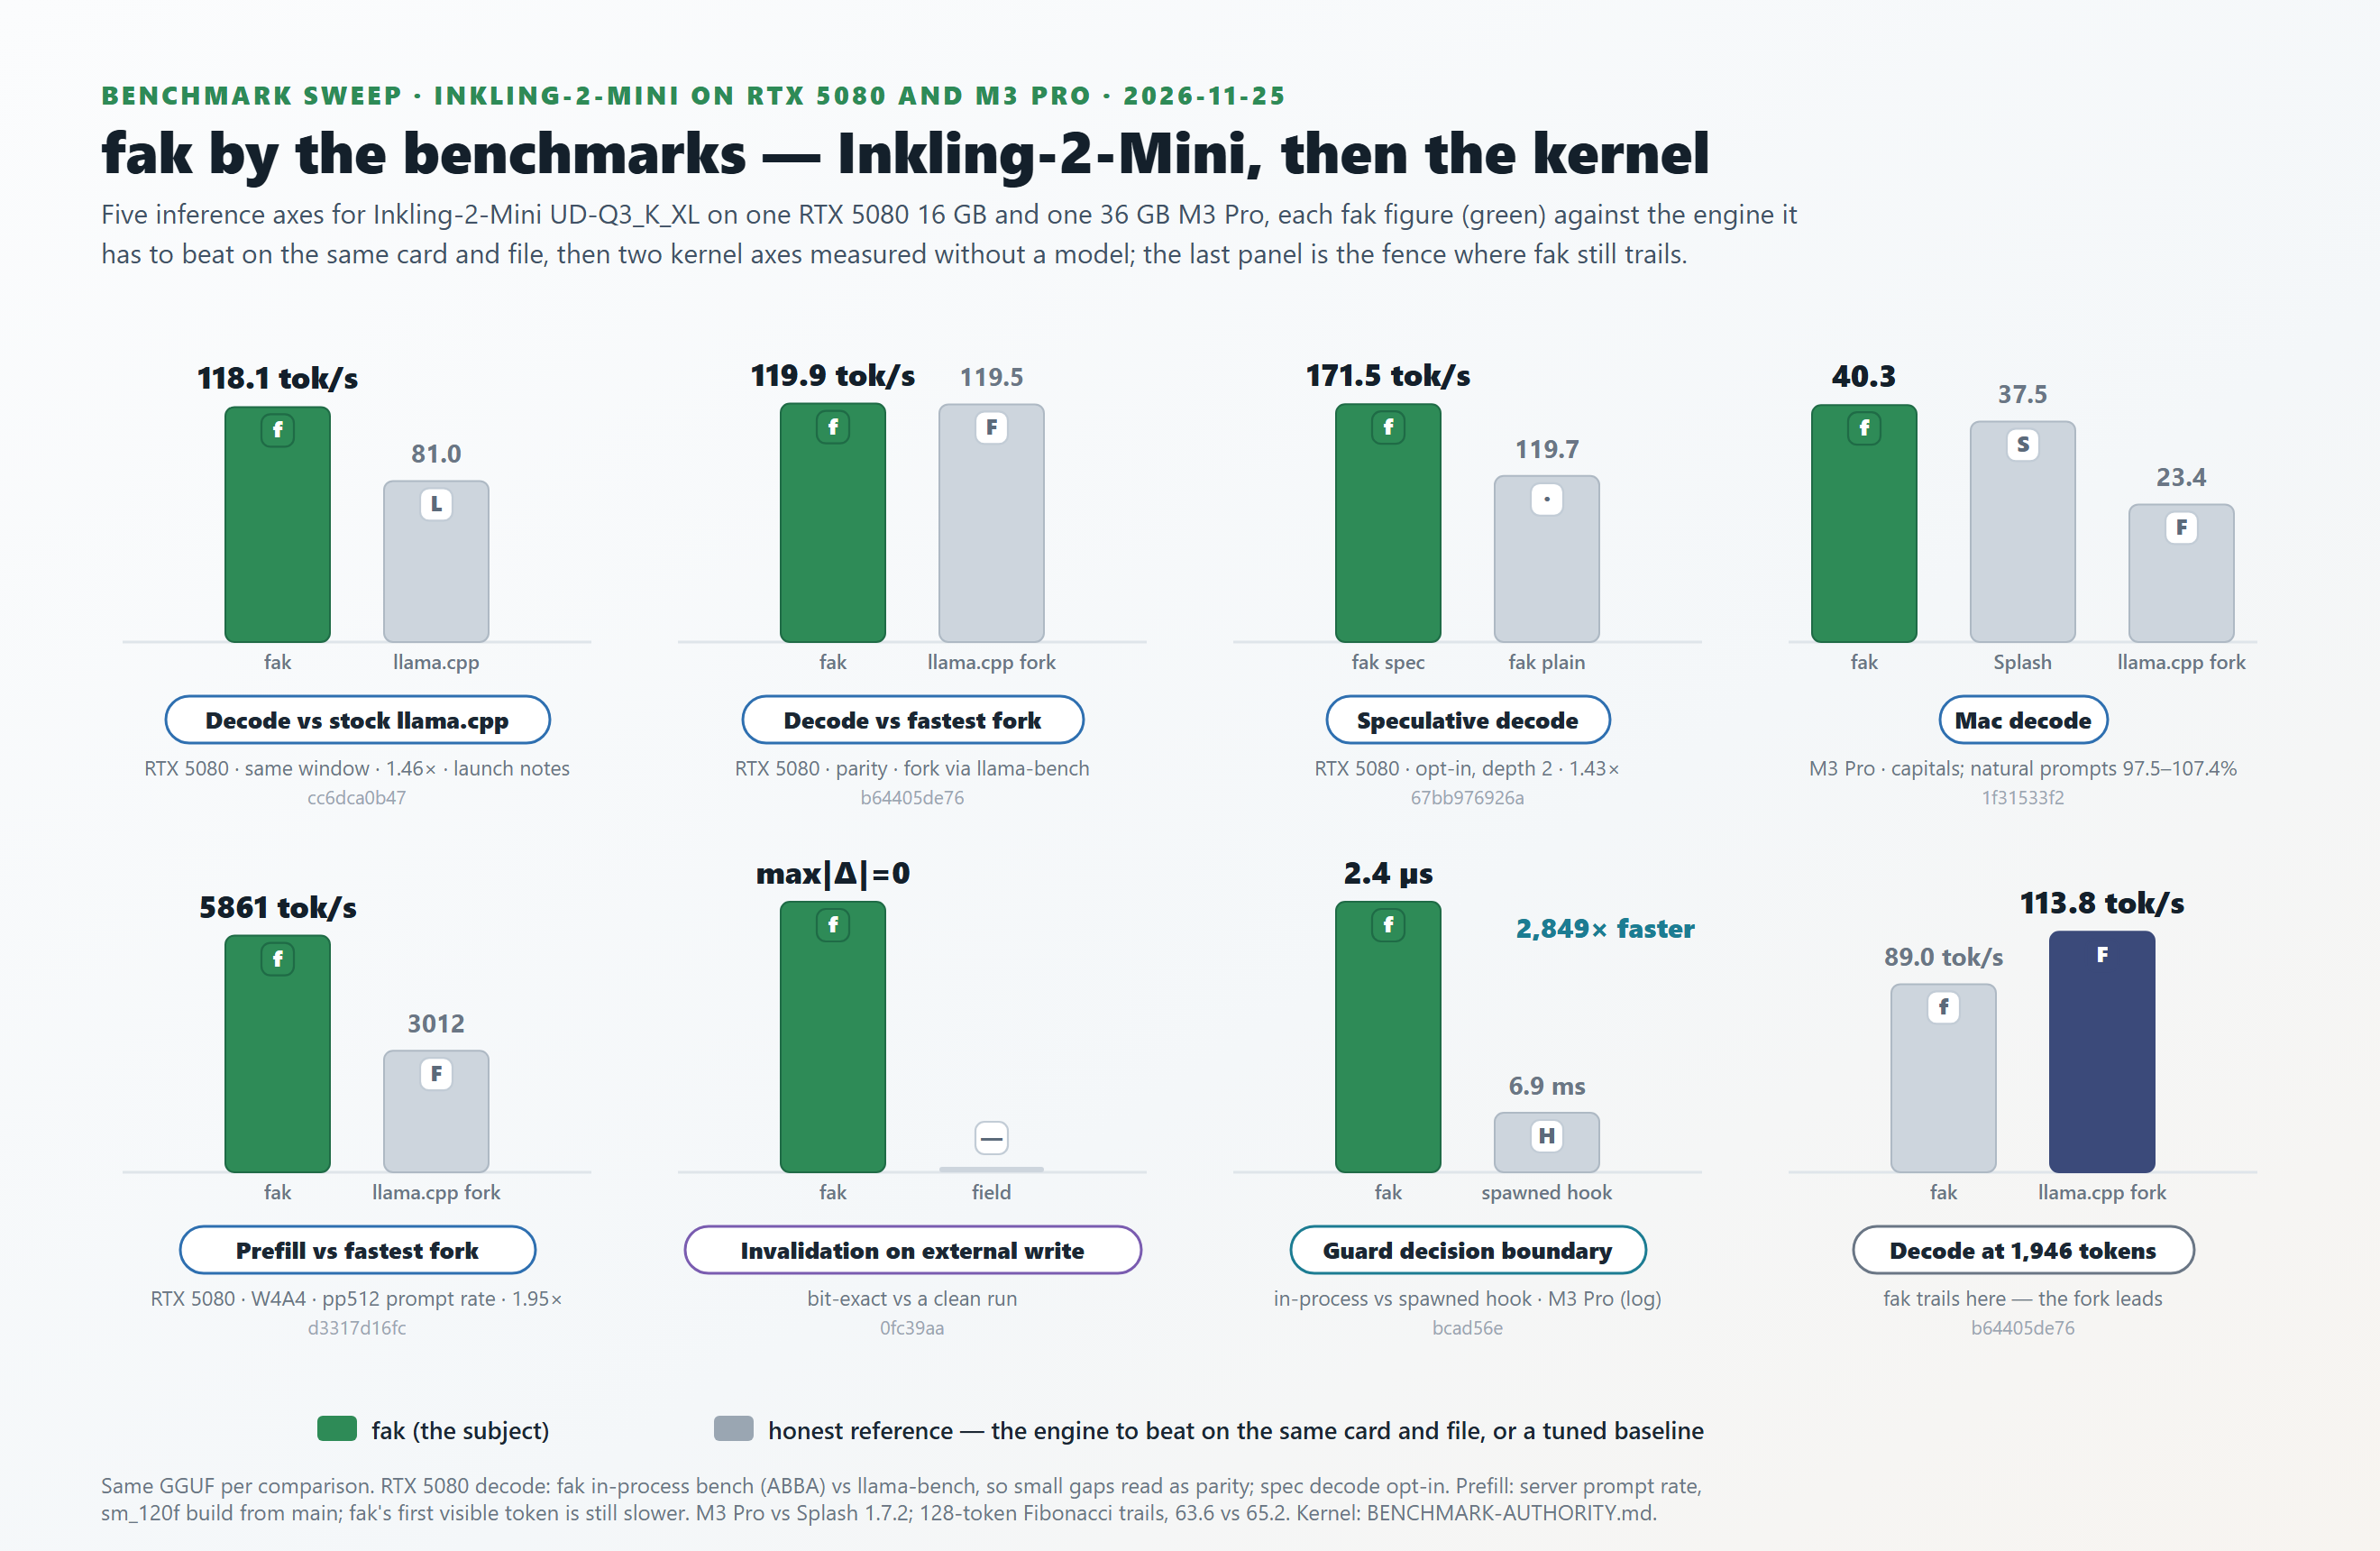 BENCHMARK SWEEP · INKLING-2-MINI ON RTX 5080 AND M3 PRO · 2026-11-25
fak by the benchmarks — Inkling-2-Mini, then the kernel
Five inference axes for Inkling-2-Mini UD-Q3_K_XL on one RTX 5080 16 GB and one 36 GB M3 Pro, each fak figure (green) against the engine it
has to beat on the same card and file, then two kernel axes measured without a model; the last panel is the fence where fak still trails.
118.1 tok/s
81.0
f
L
fak
llama.cpp
Decode vs stock llama.cpp
RTX 5080 · same window · 1.46× · launch notes
cc6dca0b47
119.9 tok/s
119.5
f
F
fak
llama.cpp fork
Decode vs fastest fork
RTX 5080 · parity · fork via llama-bench
b64405de76
171.5 tok/s
119.7
f
·
fak spec
fak plain
Speculative decode
RTX 5080 · opt-in, depth 2 · 1.43×
67bb976926a
40.3
37.5
23.4
f
S
F
fak
Splash
llama.cpp fork
Mac decode
M3 Pro · capitals; natural prompts 97.5–107.4%
1f31533f2
5861 tok/s
3012
f
F
fak
llama.cpp fork
Prefill vs fastest fork
RTX 5080 · W4A4 · pp512 prompt rate · 1.95×
d3317d16fc
max|Δ|=0
f
—
fak
field
Invalidation on external write
bit-exact vs a clean run
0fc39aa
2.4 µs
2,849× faster
6.9 ms
f
H
fak
spawned hook
Guard decision boundary
in-process vs spawned hook · M3 Pro (log)
bcad56e
89.0 tok/s
113.8 tok/s
f
F
fak
llama.cpp fork
Decode at 1,946 tokens
fak trails here — the fork leads
b64405de76
fak (the subject)
honest reference — the engine to beat on the same card and file, or a tuned baseline
Same GGUF per comparison. RTX 5080 decode: fak in-process bench (ABBA) vs llama-bench, so small gaps read as parity; spec decode opt-in. Prefill: server prompt rate,
sm_120f build from main; fak's first visible token is still slower. M3 Pro vs Splash 1.7.2; 128-token Fibonacci trails, 63.6 vs 65.2. Kernel: BENCHMARK-AUTHORITY.md.